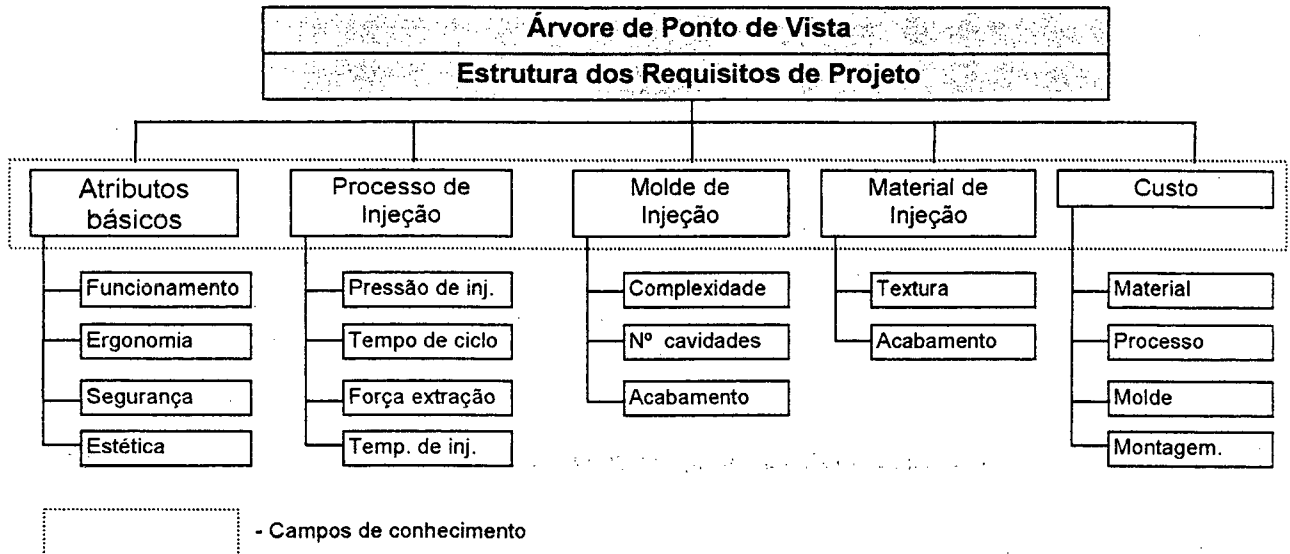 Árvore de Ponto de Vista
Estrutura dos Requisitos de Projeto
Atributos
básicos
Processo de
Injeção
Molde de
Injeção
Material de
Injeção
Custo
Funcionamento
Ergonomia
Segurança
Estética
Pressão de inj.
Tempo de ciclo
Força extração
Temp. de inj.
Complexidade
Nº cavidades
Acabamento
Textura
Acabamento
Material
Processo
Molde
Montagem.
- Campos de conhecimento